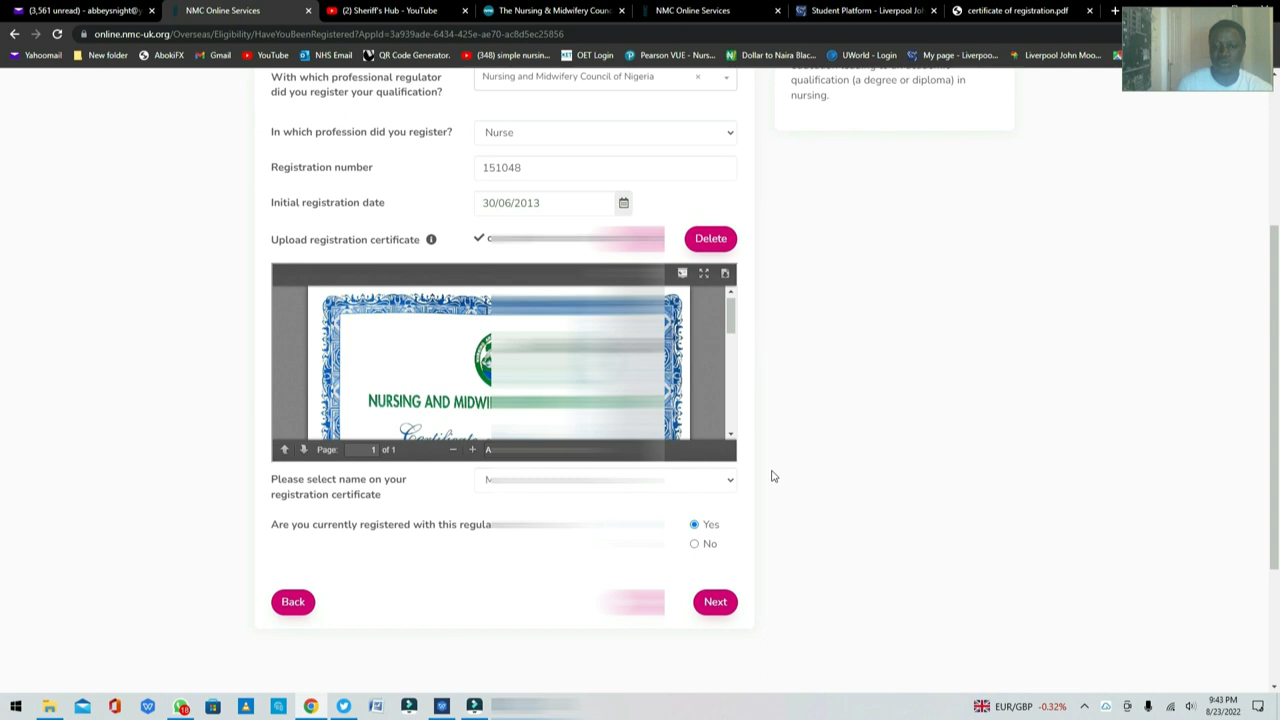 (3,561 unread) - abbeysnight@y
NMC Online Services
(2) Sheriff's Hub - YouTube
The Nursing & Midwifery Coun
NMC Online Services
Student Platform - Liverpool Jo
certificate of registration.pdf
online.nmc-uk.org/Overseas/Eligibility/HaveYouBeenRegistered?AppId=3a939ade-6434-425e-ae70-ac8d5ec25856
Yahoomail
New folder
AbokiFX
Gmail
YouTube
NHS Email
QR Code Generator.
(348) simple nursin...
OET Login
Pearson VUE - Nurs...
Dollar to Naira Blac...
UWorld - Login
My page - Liverpoo...
Liverpool John Moo...
With which professional regulator
did you register your qualification?
Nursing and Midwifery Council of Nigeria
qualification (a degree or diploma) in
nursing.
In which profession did you register?
Nurse
Registration number
151048
Initial registration date
30/06/2013
Upload registration certificate
Delete
NURSING AND MIDWI
Page: 1 of 1
Please select name on your
registration certificate
Are you currently registered with this regula
Yes
No
Back
Next
EUR/GBP -0.32%
9:43 PM
8/23/2022